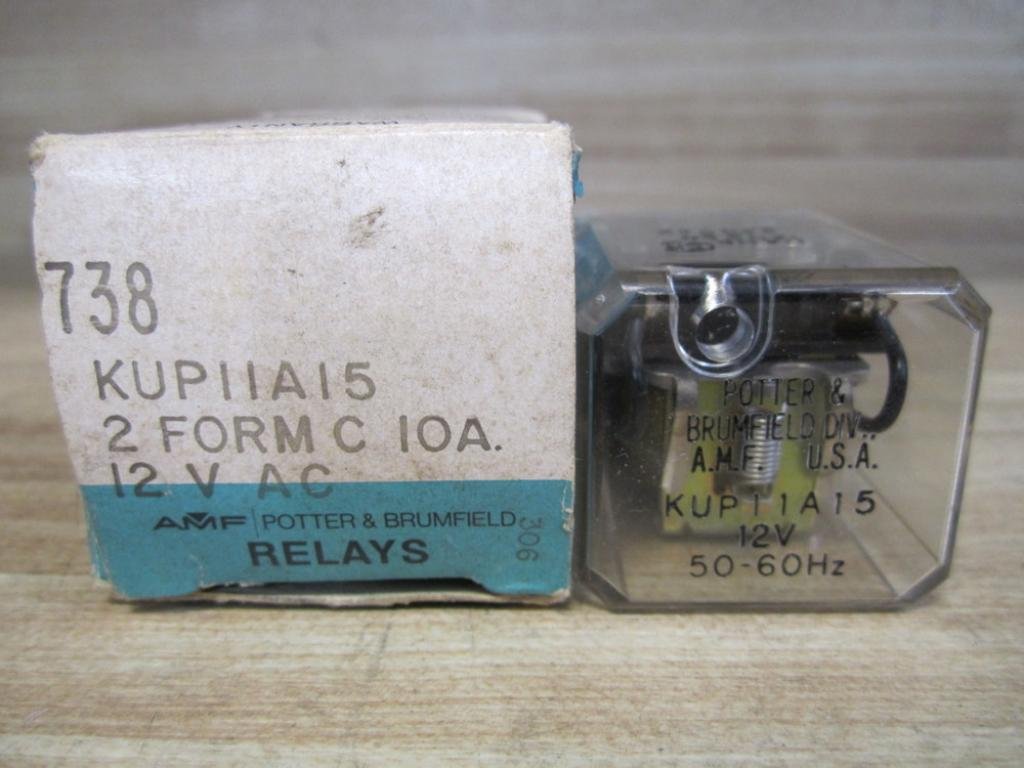 738
KUP11A15
2 FORM C 10A.
12 V AC
AMF POTTER & BRUMFIELD
RELAYS
306
POTTER &
BRUMFIELD DIV.,
A.M.F. U.S.A.
KUP11A15
12V
50-60Hz